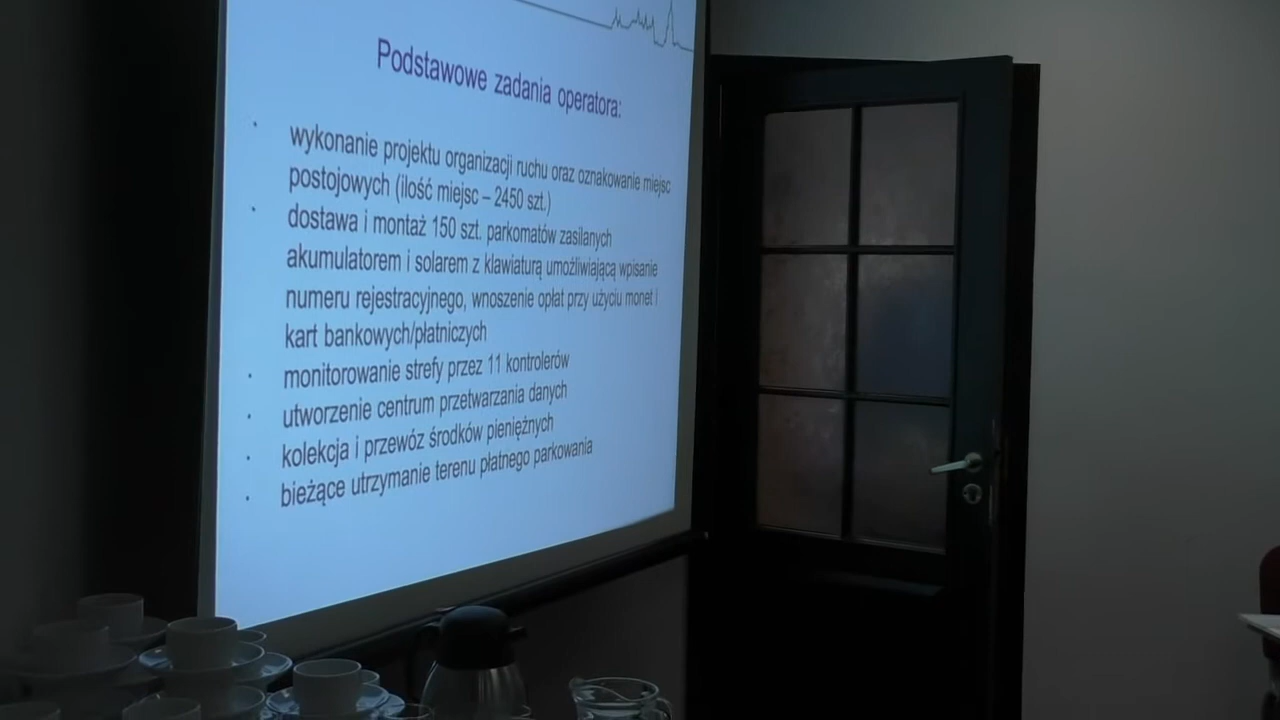 Podstawowe zadania operatora:
· wykonanie projektu organizacji ruchu oraz oznakowanie miejsc
postojowych (ilość miejsc – 2450 szt.)
· dostawa i montaż 150 szt. parkomatów zasilanych
akumulatorem i solarem z klawiaturą umożliwiającą wpisanie
numeru rejestracyjnego, wnoszenie opłat przy użyciu monet i
kart bankowych/płatniczych
· monitorowanie strefy przez 11 kontrolerów
· utworzenie centrum przetwarzania danych
· kolekcja i przewóz środków pieniężnych
· bieżące utrzymanie terenu płatnego parkowania